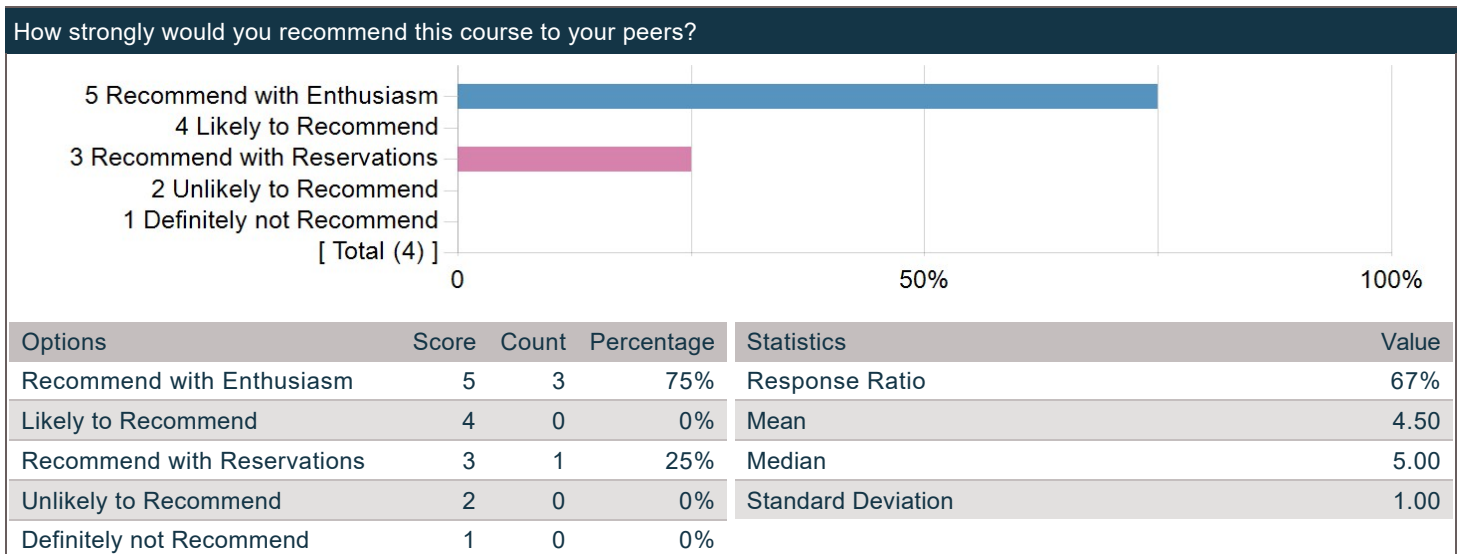 How strongly would you recommend this course to your peers?
5 Recommend with Enthusiasm
4 Likely to Recommend
3 Recommend with Reservations
2 Unlikely to Recommend
1 Definitely not Recommend
[ Total (4) ]
0 50% 100%
Options Score Count Percentage
Recommend with Enthusiasm 5 3 75%
Likely to Recommend 4 0 0%
Recommend with Reservations 3 1 25%
Unlikely to Recommend 2 0 0%
Definitely not Recommend 1 0 0%
Statistics Value
Response Ratio 67%
Mean 4.50
Median 5.00
Standard Deviation 1.00